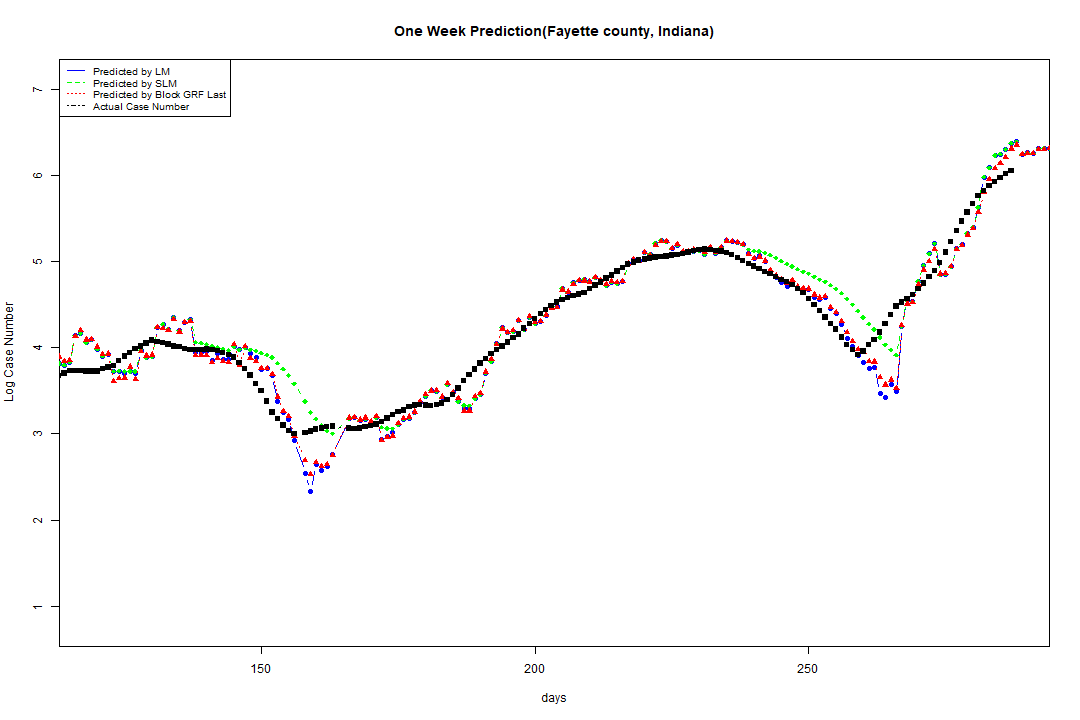 One Week Prediction(Fayette county, Indiana)
Predicted by LM
Predicted by SLM
Predicted by Block GRF Last
Actual Case Number
7
6
5
4
3
2
1
Log Case Number
150
200
250
days